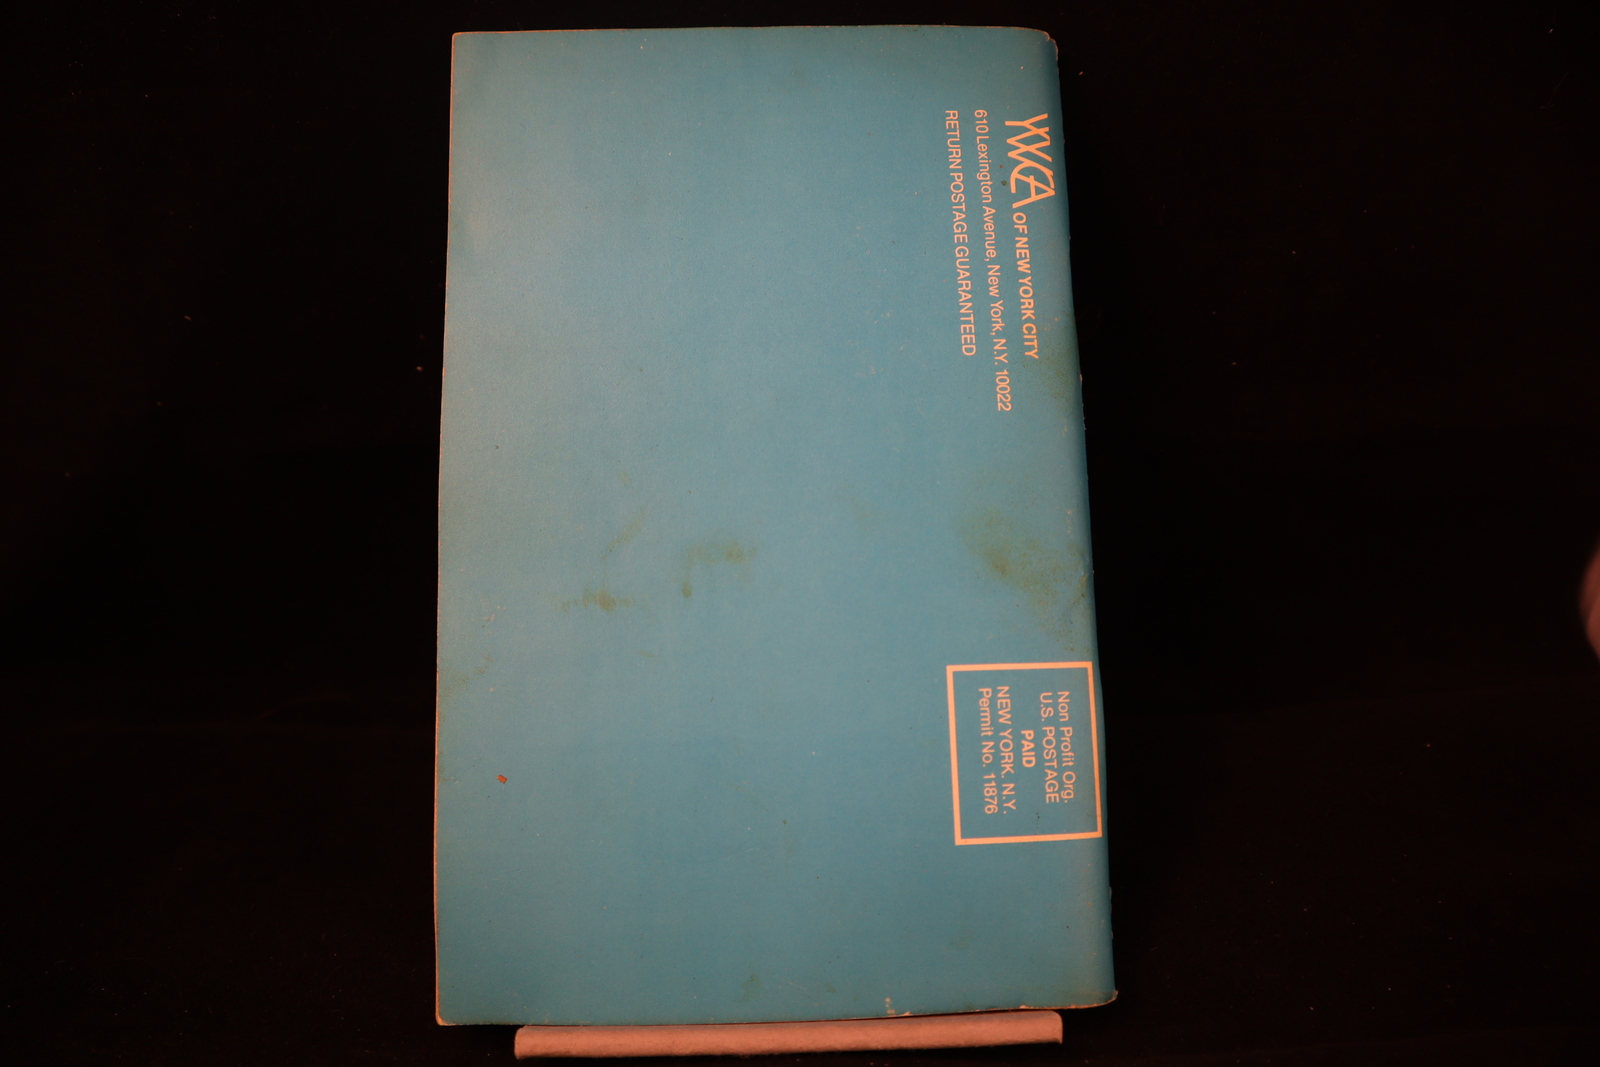 YWCA OF NEW YORK CITY
610 Lexington Avenue, New York, N.Y. 10022
RETURN POSTAGE GUARANTEED
Non Profit Org.
U.S. POSTAGE
PAID
NEW YORK. N.Y.
Permit No. 11876